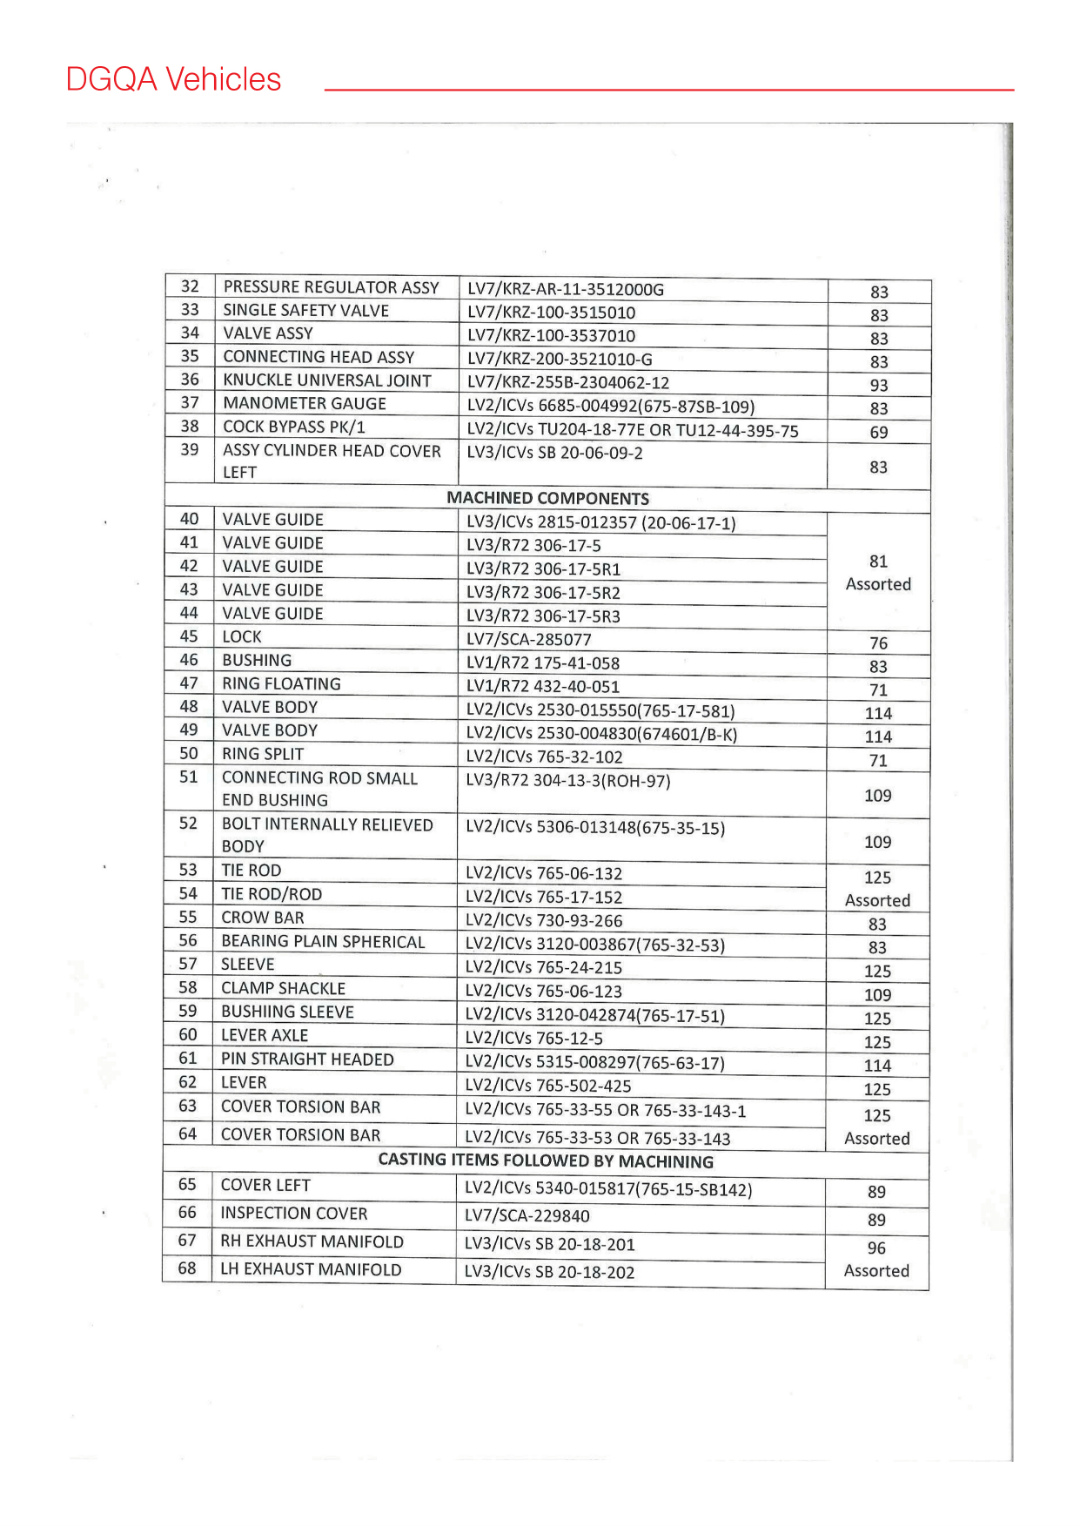 DGQA Vehicles
32 PRESSURE REGULATOR ASSY LV7/KRZ-AR-11-3512000G 83
33 SINGLE SAFETY VALVE LV7/KRZ-100-3515010 83
34 VALVE ASSY LV7/KRZ-100-3537010 83
35 CONNECTING HEAD ASSY LV7/KRZ-200-3521010-G 83
36 KNUCKLE UNIVERSAL JOINT LV7/KRZ-255B-2304062-12 93
37 MANOMETER GAUGE LV2/ICVs 6685-004992(675-87SB-109) 83
38 COCK BYPASS PK/1 LV2/ICVs TU204-18-77E OR TU12-44-395-75 69
39 ASSY CYLINDER HEAD COVER LV3/ICVs SB 20-06-09-2 83
LEFT
MACHINED COMPONENTS
40 VALVE GUIDE LV3/ICVs 2815-012357 (20-06-17-1)
41 VALVE GUIDE LV3/R72 306-17-5
42 VALVE GUIDE LV3/R72 306-17-5R1 81
43 VALVE GUIDE LV3/R72 306-17-5R2 Assorted
44 VALVE GUIDE LV3/R72 306-17-5R3
45 LOCK LV7/SCA-285077 76
46 BUSHING LV1/R72 175-41-058 83
47 RING FLOATING LV1/R72 432-40-051 71
48 VALVE BODY LV2/ICVs 2530-015550(765-17-581) 114
49 VALVE BODY LV2/ICVs 2530-004830(674601/B-K) 114
50 RING SPLIT LV2/ICVs 765-32-102 71
51 CONNECTING ROD SMALL LV3/R72 304-13-3(ROH-97) 109
END BUSHING
52 BOLT INTERNALLY RELIEVED LV2/ICVs 5306-013148(675-35-15) 109
BODY
53 TIE ROD LV2/ICVs 765-06-132 125
54 TIE ROD/ROD LV2/ICVs 765-17-152 Assorted
55 CROW BAR LV2/ICVs 730-93-266 83
56 BEARING PLAIN SPHERICAL LV2/ICVs 3120-003867(765-32-53) 83
57 SLEEVE LV2/ICVs 765-24-215 125
58 CLAMP SHACKLE LV2/ICVs 765-06-123 109
59 BUSHIING SLEEVE LV2/ICVs 3120-042874(765-17-51) 125
60 LEVER AXLE LV2/ICVs 765-12-5 125
61 PIN STRAIGHT HEADED LV2/ICVs 5315-008297(765-63-17) 114
62 LEVER LV2/ICVs 765-502-425 125
63 COVER TORSION BAR LV2/ICVs 765-33-55 OR 765-33-143-1 125
64 COVER TORSION BAR LV2/ICVs 765-33-53 OR 765-33-143 Assorted
CASTING ITEMS FOLLOWED BY MACHINING
65 COVER LEFT LV2/ICVs 5340-015817(765-15-SB142) 89
66 INSPECTION COVER LV7/SCA-229840 89
67 RH EXHAUST MANIFOLD LV3/ICVs SB 20-18-201 96
68 LH EXHAUST MANIFOLD LV3/ICVs SB 20-18-202 Assorted